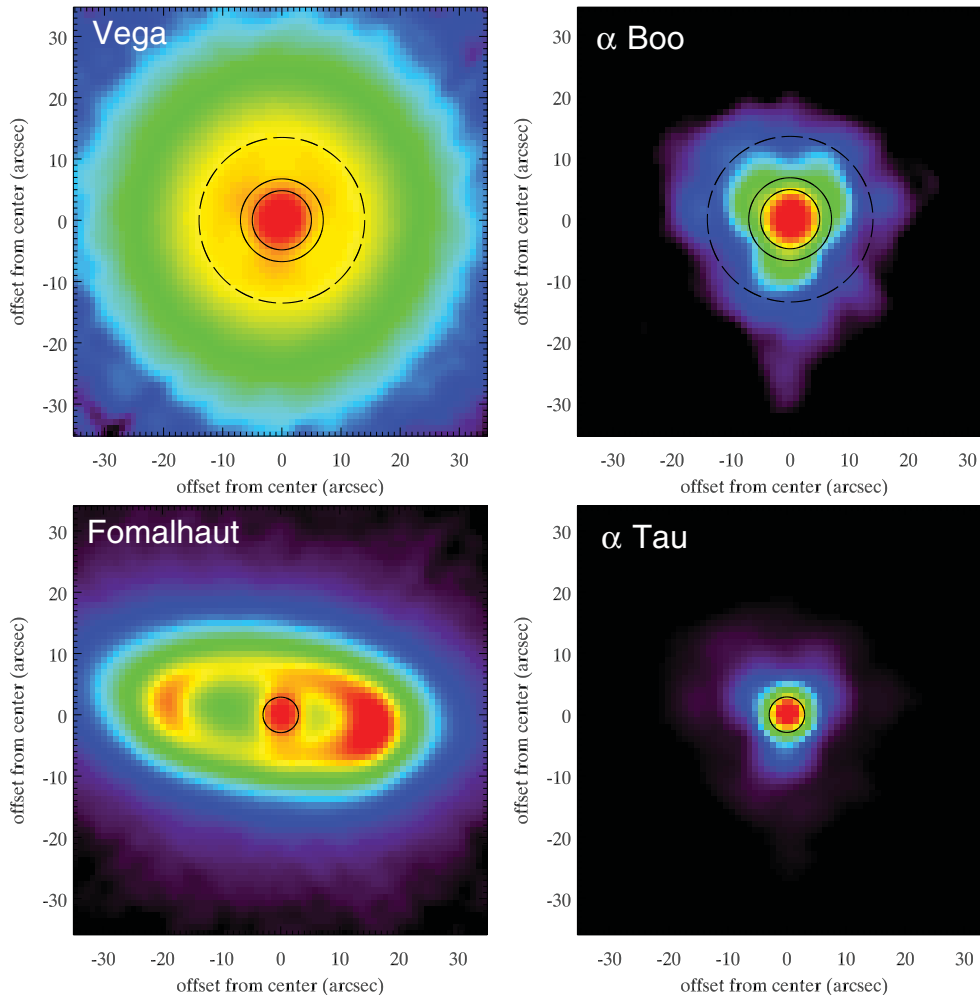 Vega
30
20
10
0
-10
-20
-30
offset from center (arcsec)
-30 -20 -10 0 10 20 30
offset from center (arcsec)
α Boo
30
20
10
0
-10
-20
-30
offset from center (arcsec)
-30 -20 -10 0 10 20 30
offset from center (arcsec)
Fomalhaut
30
20
10
0
-10
-20
-30
offset from center (arcsec)
-30 -20 -10 0 10 20 30
offset from center (arcsec)
α Tau
30
20
10
0
-10
-20
-30
offset from center (arcsec)
-30 -20 -10 0 10 20 30
offset from center (arcsec)